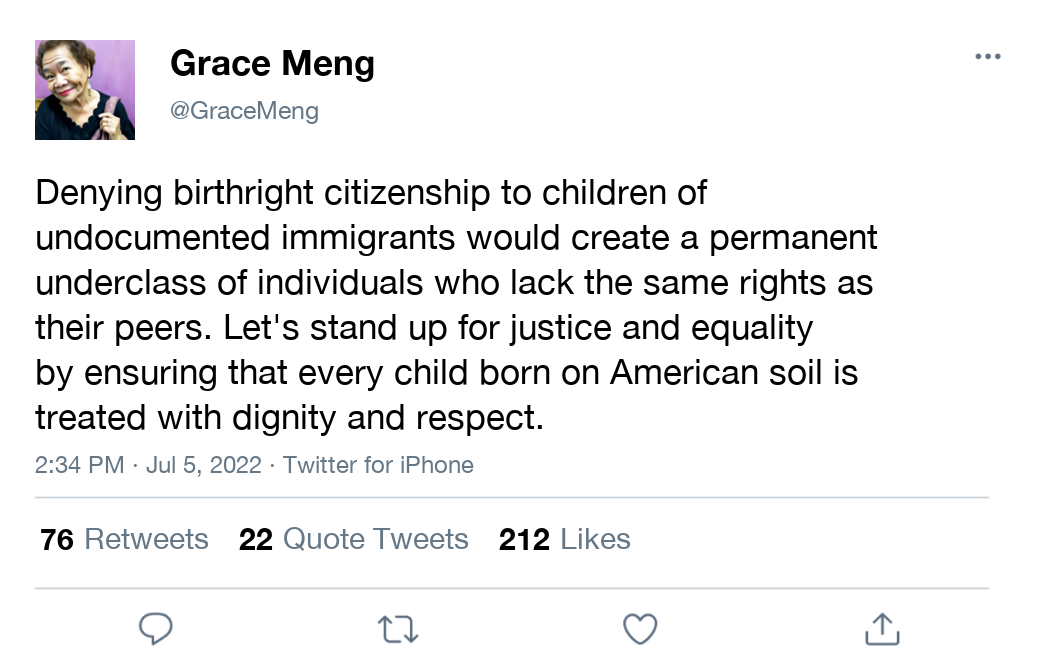 Grace Meng
@GraceMeng
Denying birthright citizenship to children of
undocumented immigrants would create a permanent
underclass of individuals who lack the same rights as
their peers. Let's stand up for justice and equality
by ensuring that every child born on American soil is
treated with dignity and respect.
2:34 PM · Jul 5, 2022 · Twitter for iPhone
76 Retweets 22 Quote Tweets 212 Likes